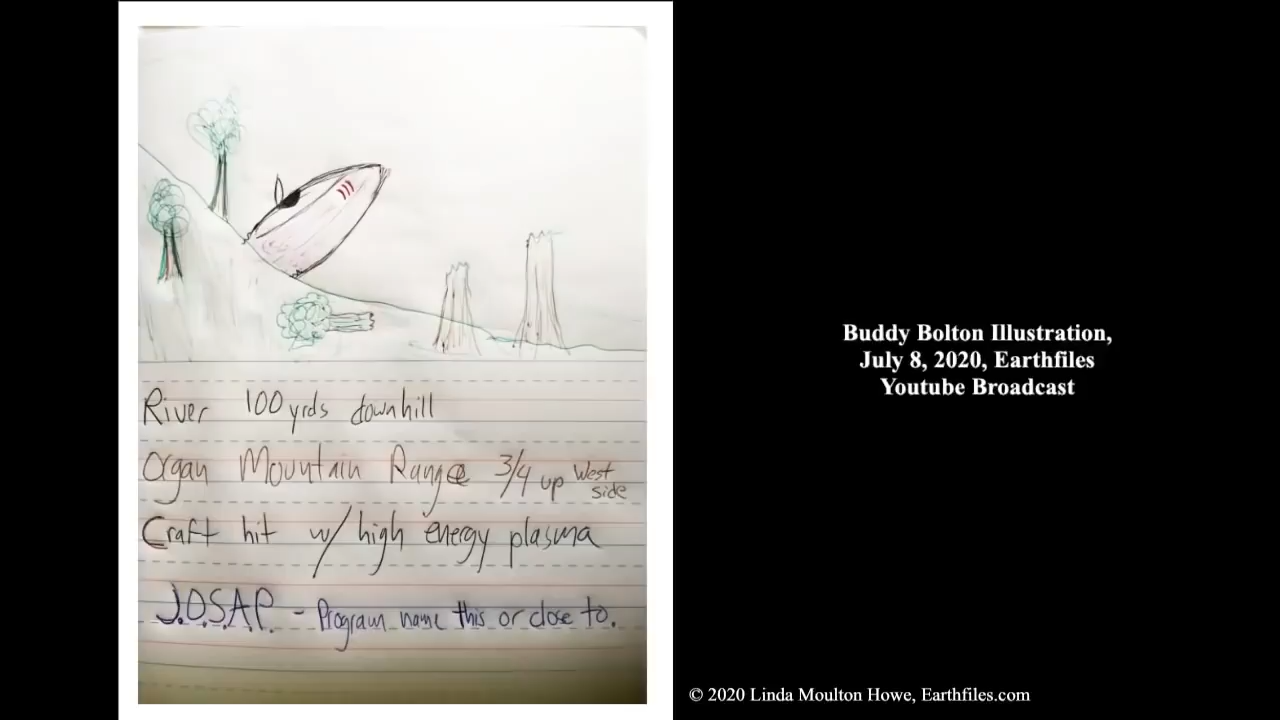 River 100 yrds downhill
Organ Mountain Range 3/4 up West side
Craft hit w/ high energy plasma
J.O.S.A.P. - Program name this or close to.
Buddy Bolton Illustration,
July 8, 2020, Earthfiles
Youtube Broadcast
© 2020 Linda Moulton Howe, Earthfiles.com